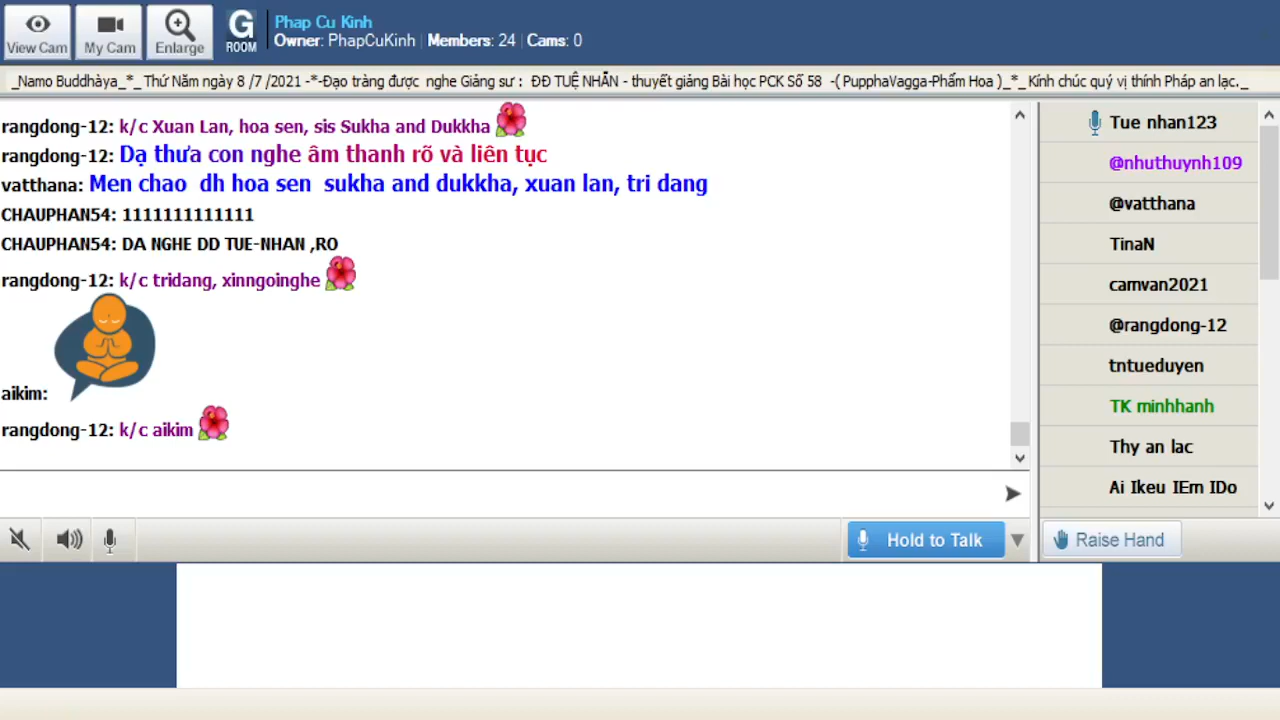 View Cam
My Cam
Enlarge
G
ROOM
Phap Cu Kinh
Owner: PhapCuKinh | Members: 24 | Cams: 0
_Namo Buddhàya_*_ Thứ Năm ngày 8 /7 /2021 -*-Đạo tràng được nghe Giảng sư : ĐĐ TUỆ NHẪN - thuyết giảng Bài học PCK Số 58 -( PupphaVagga-Phẩm Hoa )_*_ Kính chúc quý vị thính Pháp an lạc._
rangdong-12: k/c Xuan Lan, hoa sen, sis Sukha and Dukkha
rangdong-12: Dạ thưa con nghe âm thanh rõ và liên tục
vatthana: Men chao dh hoa sen sukha and dukkha, xuan lan, tri dang
CHAUPHAN54: 1111111111111
CHAUPHAN54: DA NGHE DD TUE-NHAN ,RO
rangdong-12: k/c tridang, xinngoinghe
aikim:
rangdong-12: k/c aikim
Tue nhan123
@nhuthuynh109
@vatthana
TinaN
camvan2021
@rangdong-12
tntueduyen
TK minhhanh
Thy an lac
Ai Ikeu IEm IDo
Hold to Talk
Raise Hand